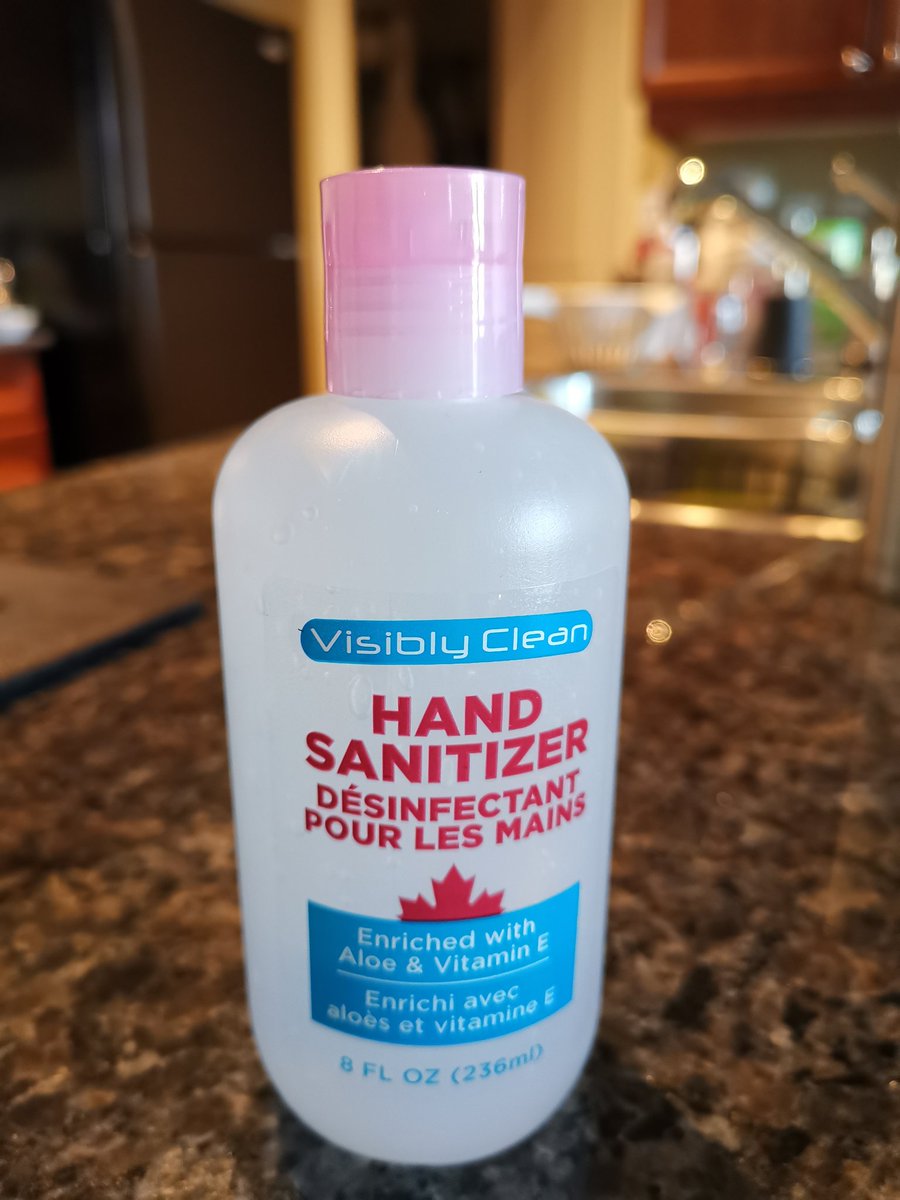 Visibly Clean
HAND
SANITIZER
DÉSINFECTANT
POUR LES MAINS
Enriched with
Aloe & Vitamin E
Enrichi avec
aloès et vitamine E
8 FL OZ (236ml)